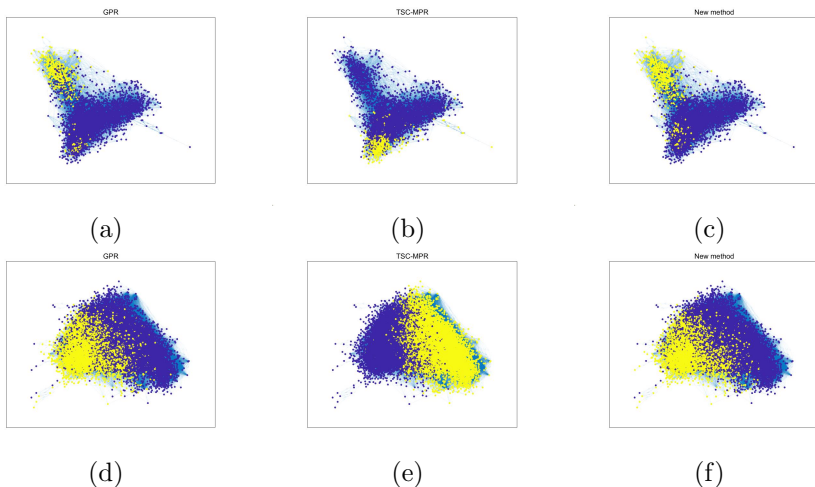 GPR
TSC-MPR
New method
(a)
(b)
(c)
GPR
TSC-MPR
New method
(d)
(e)
(f)